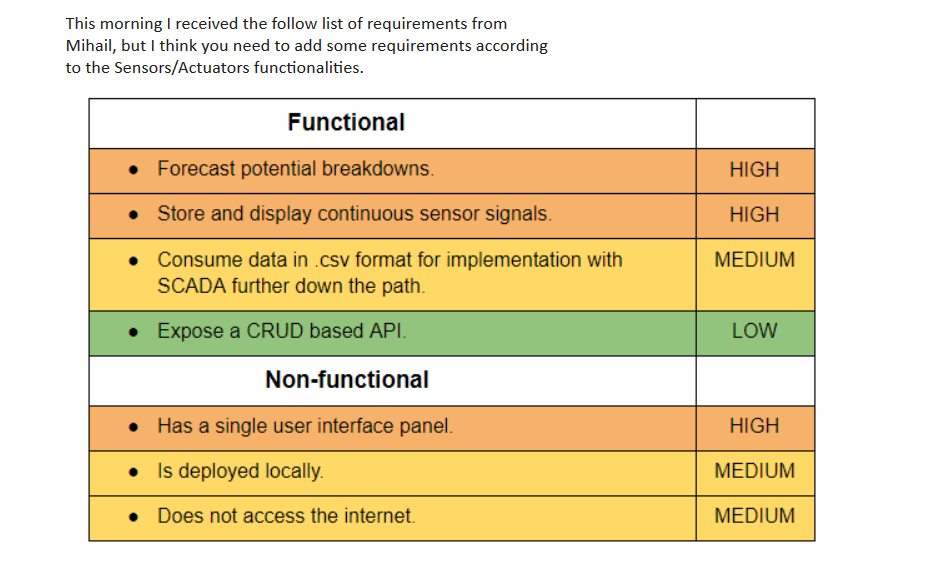 This morning I received the follow list of requirements from
Mihail, but I think you need to add some requirements according
to the Sensors/Actuators functionalities.
Functional
• Forecast potential breakdowns. HIGH
• Store and display continuous sensor signals. HIGH
• Consume data in .csv format for implementation with MEDIUM
SCADA further down the path.
• Expose a CRUD based API. LOW
Non-functional
• Has a single user interface panel. HIGH
• Is deployed locally. MEDIUM
• Does not access the internet. MEDIUM